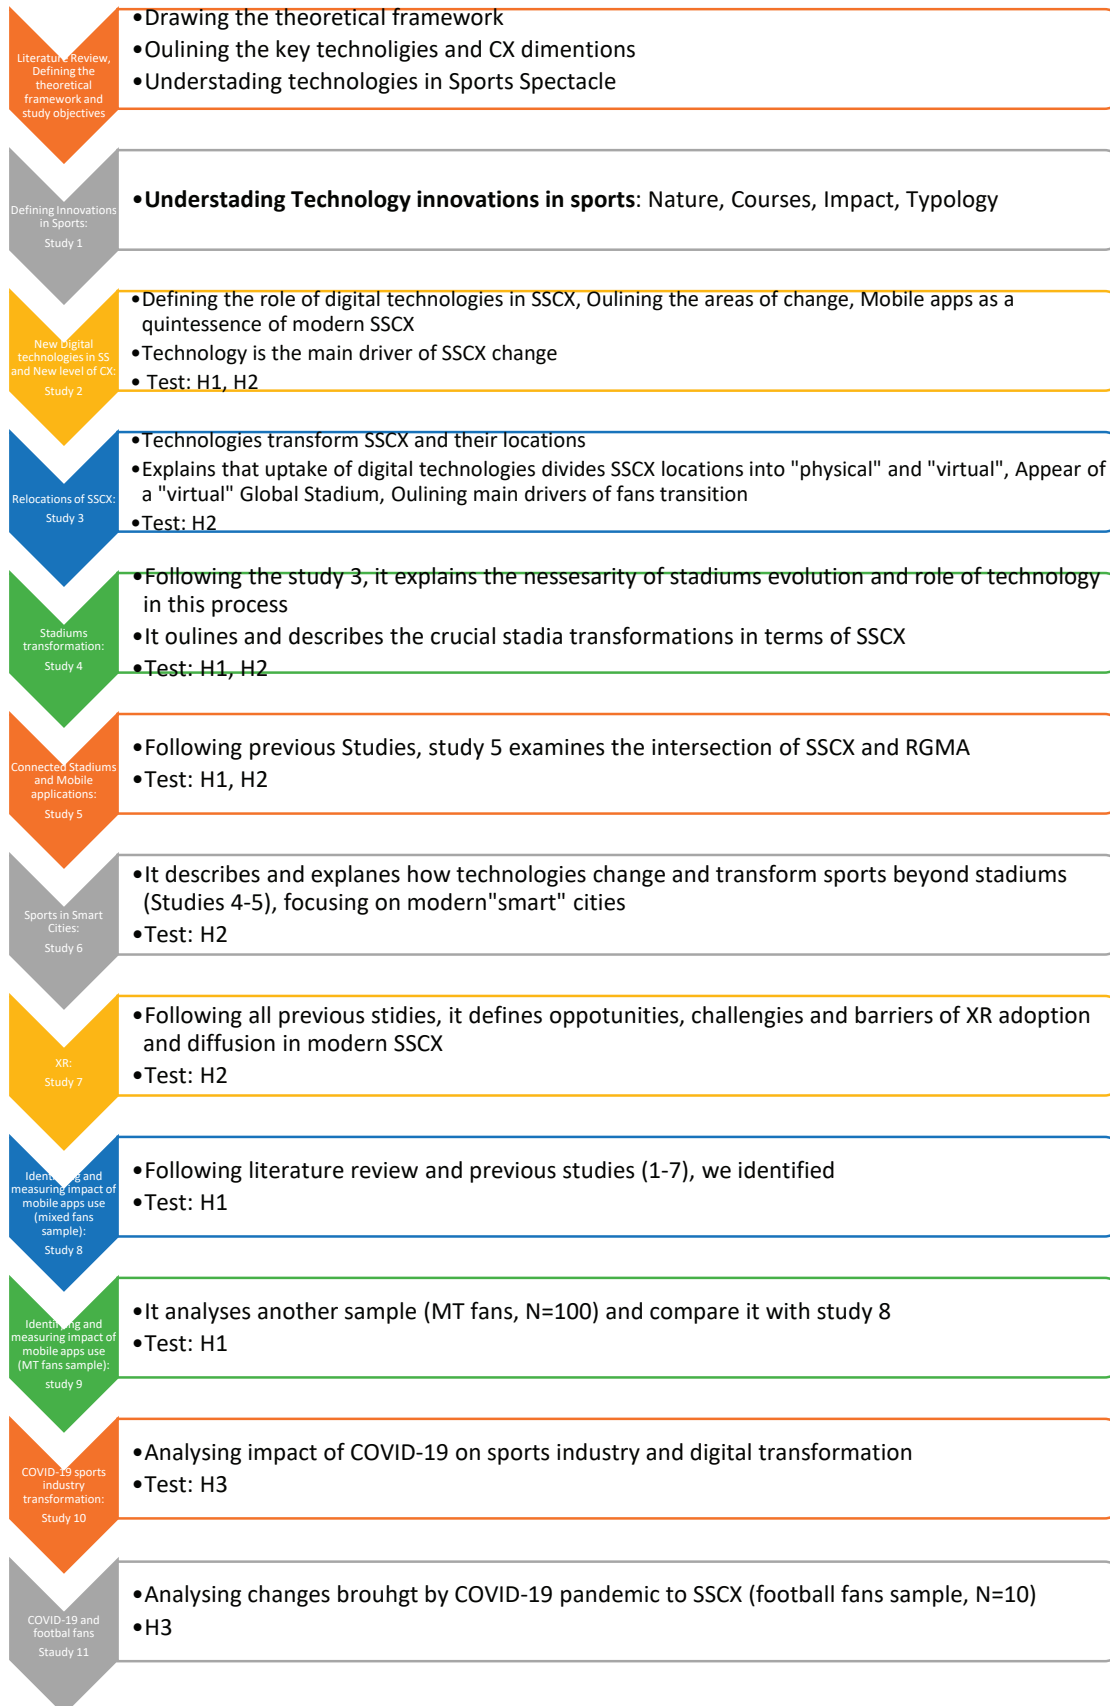 Literature Review,
Defining the
theoretical
framework and
study objectives
•Drawing the theoretical framework
•Oulining the key technoligies and CX dimentions
•Understading technologies in Sports Spectacle
Defining Innovations
in Sports:
Study 1
•Understading Technology innovations in sports: Nature, Courses, Impact, Typology
New Digital
technologies in SS
and New level of CX:
Study 2
•Defining the role of digital technologies in SSCX, Oulining the areas of change, Mobile apps as a
quintessence of modern SSCX
•Technology is the main driver of SSCX change
• Test: H1, H2
Relocations of SSCX:
Study 3
•Technologies transform SSCX and their locations
•Explains that uptake of digital technologies divides SSCX locations into "physical" and "virtual", Appear of
a "virtual" Global Stadium, Oulining main drivers of fans transition
•Test: H2
Stadiums
transformation:
Study 4
•Following the study 3, it explains the nessesarity of stadiums evolution and role of technology
in this process
•It oulines and describes the crucial stadia transformations in terms of SSCX
•Test: H1, H2
Connected Stadiums
and Mobile
applications:
Study 5
•Following previous Studies, study 5 examines the intersection of SSCX and RGMA
•Test: H1, H2
Sports in Smart
Cities:
Study 6
•It describes and explanes how technologies change and transform sports beyond stadiums
(Studies 4-5), focusing on modern"smart" cities
•Test: H2
XR:
Study 7
•Following all previous stidies, it defines oppotunities, challengies and barriers of XR adoption
and diffusion in modern SSCX
•Test: H2
Identifying and
measuring impact of
mobile apps use
(mixed fans
sample):
Study 8
•Following literature review and previous studies (1-7), we identified
•Test: H1
Identifying and
measuring impact of
mobile apps use
(MT fans sample):
study 9
•It analyses another sample (MT fans, N=100) and compare it with study 8
•Test: H1
COVID-19 sports
industry
transformation:
Study 10
•Analysing impact of COVID-19 on sports industry and digital transformation
•Test: H3
COVID-19 and
footbal fans
Staudy 11
•Analysing changes brouhgt by COVID-19 pandemic to SSCX (football fans sample, N=10)
•H3